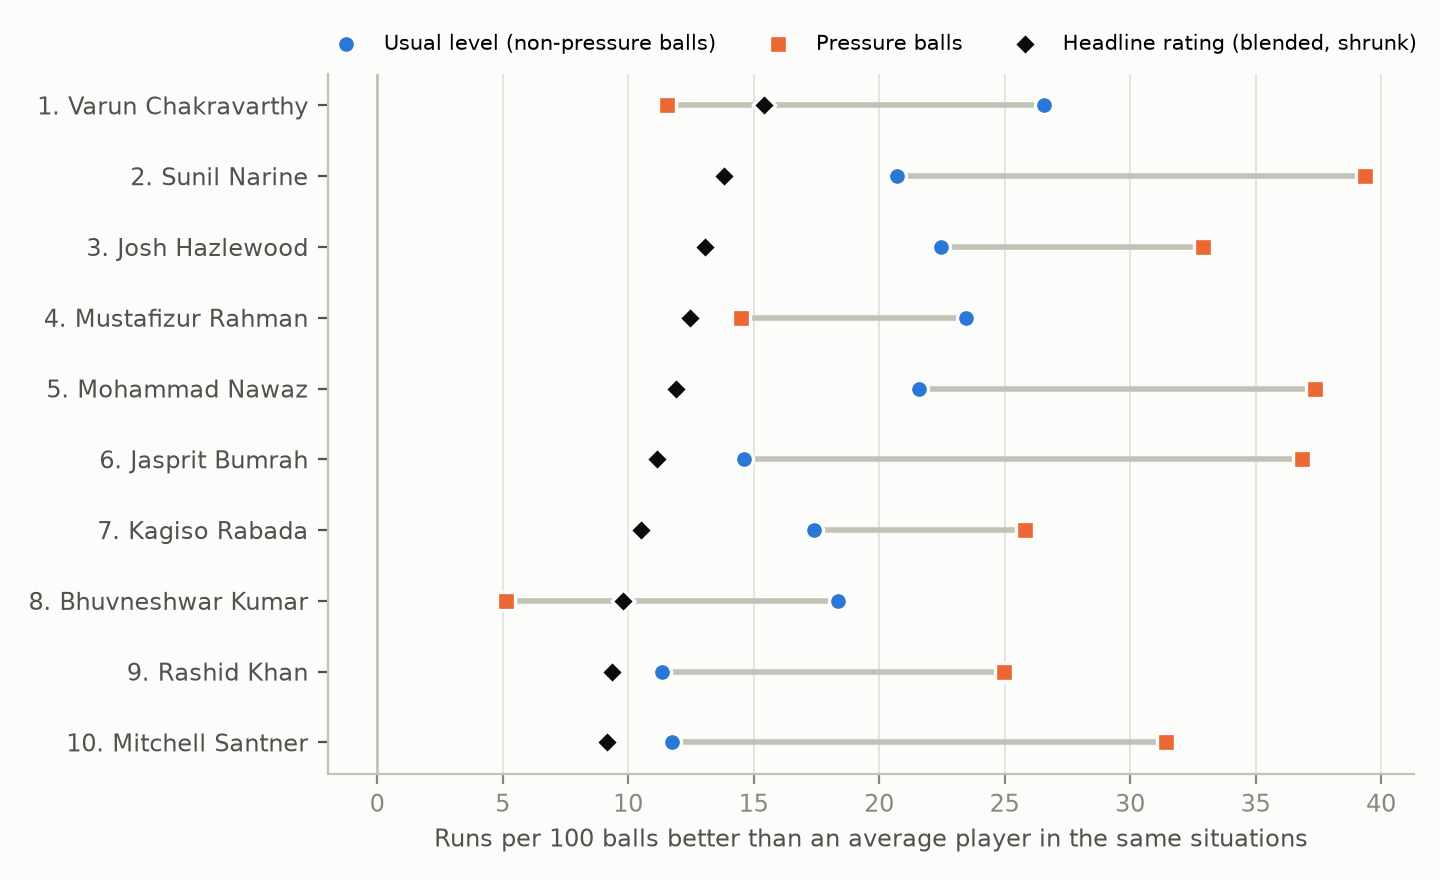 Usual level (non-pressure balls) Pressure balls Headline rating (blended, shrunk)
1. Varun Chakravarthy
2. Sunil Narine
3. Josh Hazlewood
4. Mustafizur Rahman
5. Mohammad Nawaz
6. Jasprit Bumrah
7. Kagiso Rabada
8. Bhuvneshwar Kumar
9. Rashid Khan
10. Mitchell Santner
0 5 10 15 20 25 30 35 40
Runs per 100 balls better than an average player in the same situations